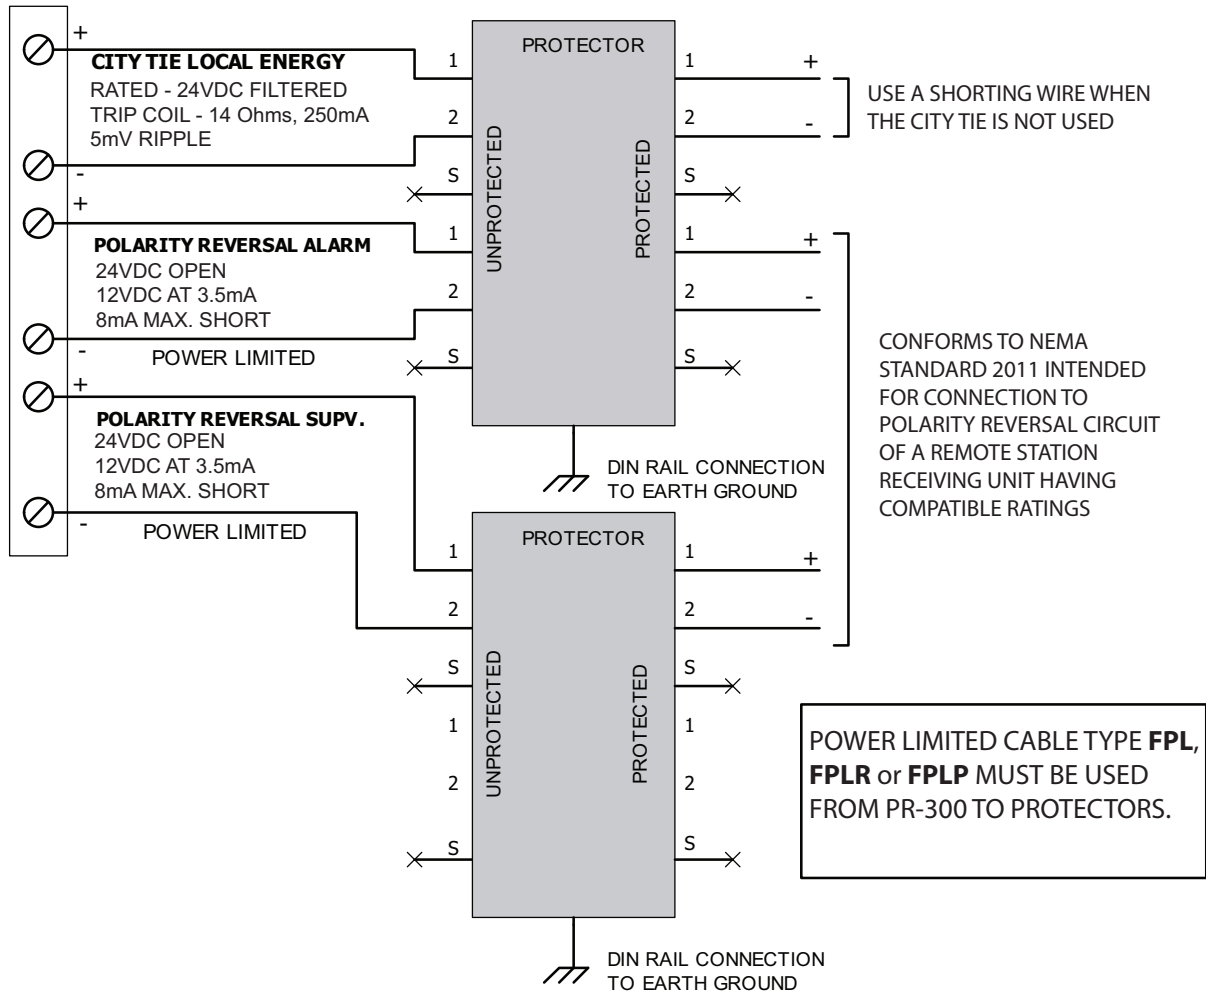 +
CITY TIE LOCAL ENERGY
RATED - 24VDC FILTERED
TRIP COIL - 14 Ohms, 250mA
5mV RIPPLE
-
+
POLARITY REVERSAL ALARM
24VDC OPEN
12VDC AT 3.5mA
8mA MAX. SHORT
-
POWER LIMITED
+
POLARITY REVERSAL SUPV.
24VDC OPEN
12VDC AT 3.5mA
8mA MAX. SHORT
-
POWER LIMITED
PROTECTOR
1
2
S
1
2
S
UNPROTECTED
PROTECTED
1
2
S
1
2
S
+
-
+
-
USE A SHORTING WIRE WHEN
THE CITY TIE IS NOT USED
DIN RAIL CONNECTION
TO EARTH GROUND
CONFORMS TO NEMA
STANDARD 2011 INTENDED
FOR CONNECTION TO
POLARITY REVERSAL CIRCUIT
OF A REMOTE STATION
RECEIVING UNIT HAVING
COMPATIBLE RATINGS
PROTECTOR
1
2
S
1
2
S
UNPROTECTED
PROTECTED
1
2
S
1
2
S
+
-
DIN RAIL CONNECTION
TO EARTH GROUND
POWER LIMITED CABLE TYPE FPL,
FPLR or FPLP MUST BE USED
FROM PR-300 TO PROTECTORS.